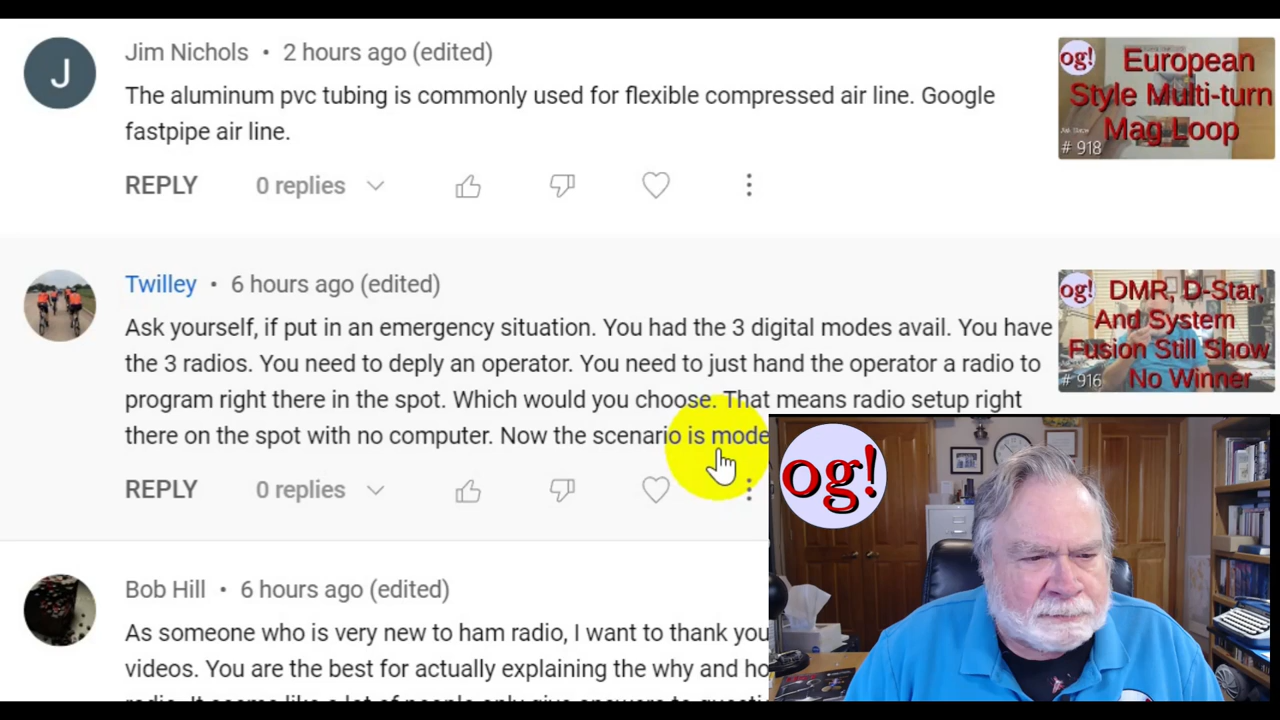 Jim Nichols • 2 hours ago (edited)
The aluminum pvc tubing is commonly used for flexible compressed air line. Google
fastpipe air line.
REPLY 0 replies
og! European
Style Multi-turn
Mag Loop
# 918
Twilley • 6 hours ago (edited)
Ask yourself, if put in an emergency situation. You had the 3 digital modes avail. You have
the 3 radios. You need to deply an operator. You need to just hand the operator a radio to
program right there in the spot. Which would you choose. That means radio setup right
there on the spot with no computer. Now the scenario is mode
REPLY 0 replies
og! DMR, D-Star,
And System
Fusion Still Show
# 916 No Winner
og!
Bob Hill • 6 hours ago (edited)
As someone who is very new to ham radio, I want to thank you
videos. You are the best for actually explaining the why and ho